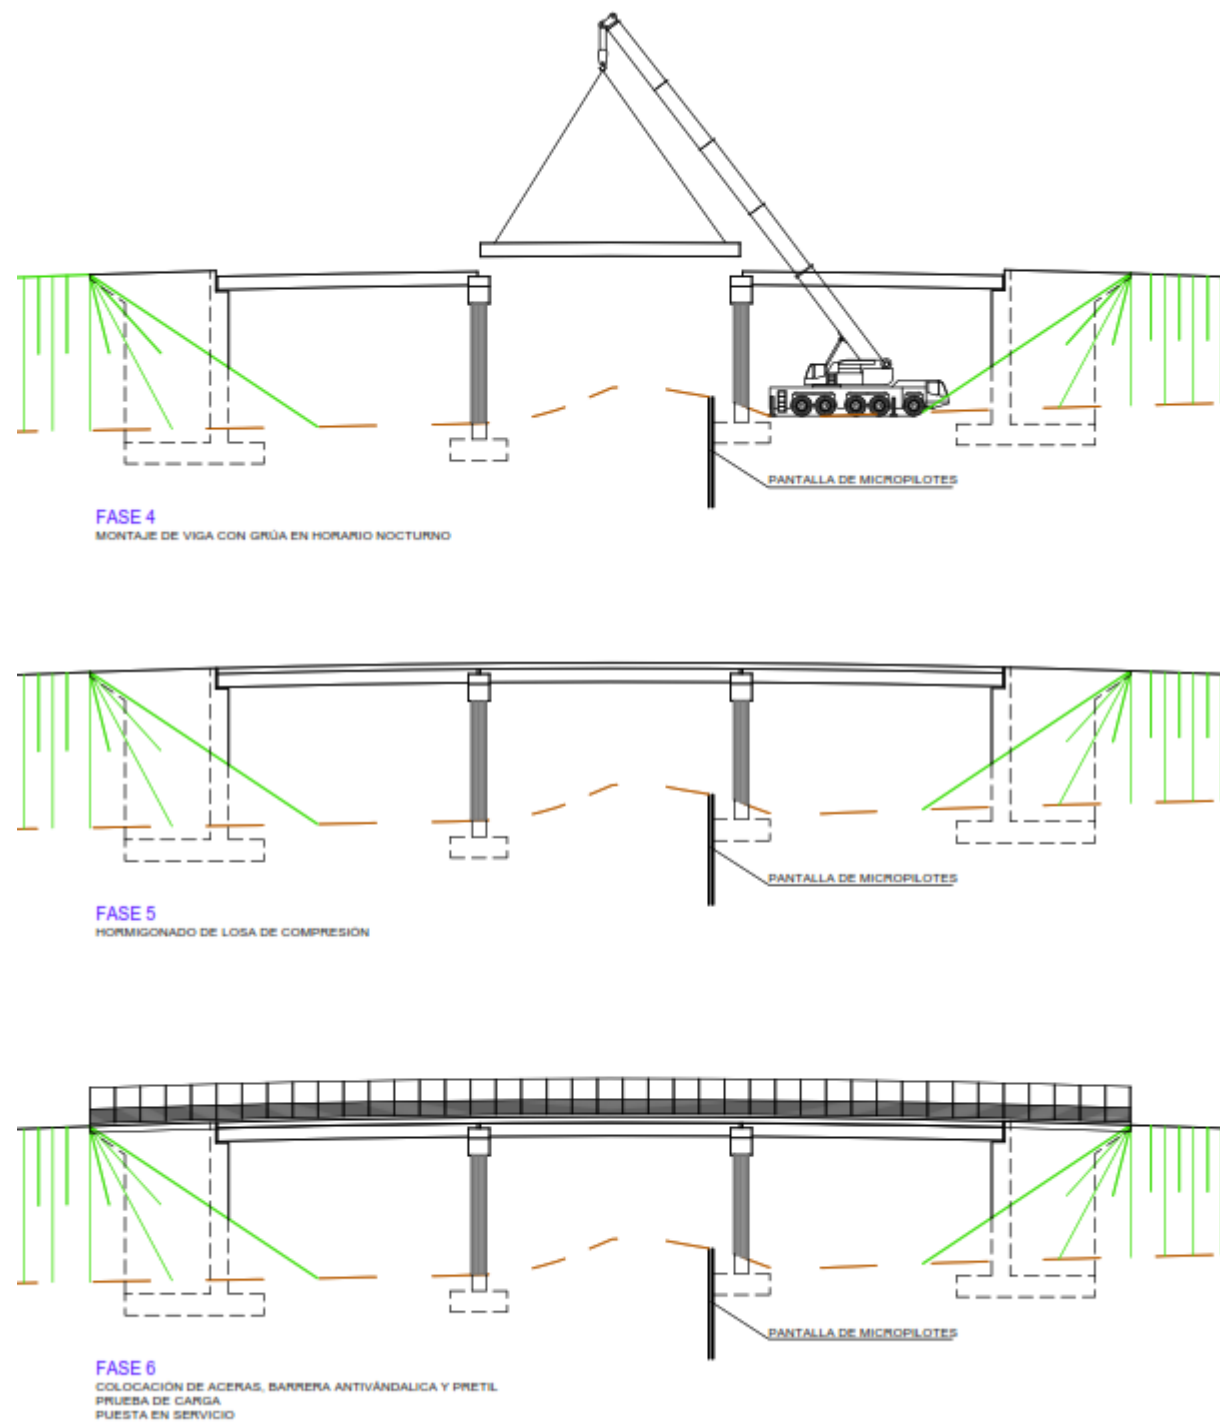 PANTALLA DE MICROPILOTES
FASE 4
MONTAJE DE VIGA CON GRÚA EN HORARIO NOCTURNO
PANTALLA DE MICROPILOTES
FASE 5
HORMIGONADO DE LOSA DE COMPRESIÓN
PANTALLA DE MICROPILOTES
FASE 6
COLOCACIÓN DE ACERAS, BARRERA ANTIVÁNDALICA Y PRETIL
PRUEBA DE CARGA
PUESTA EN SERVICIO